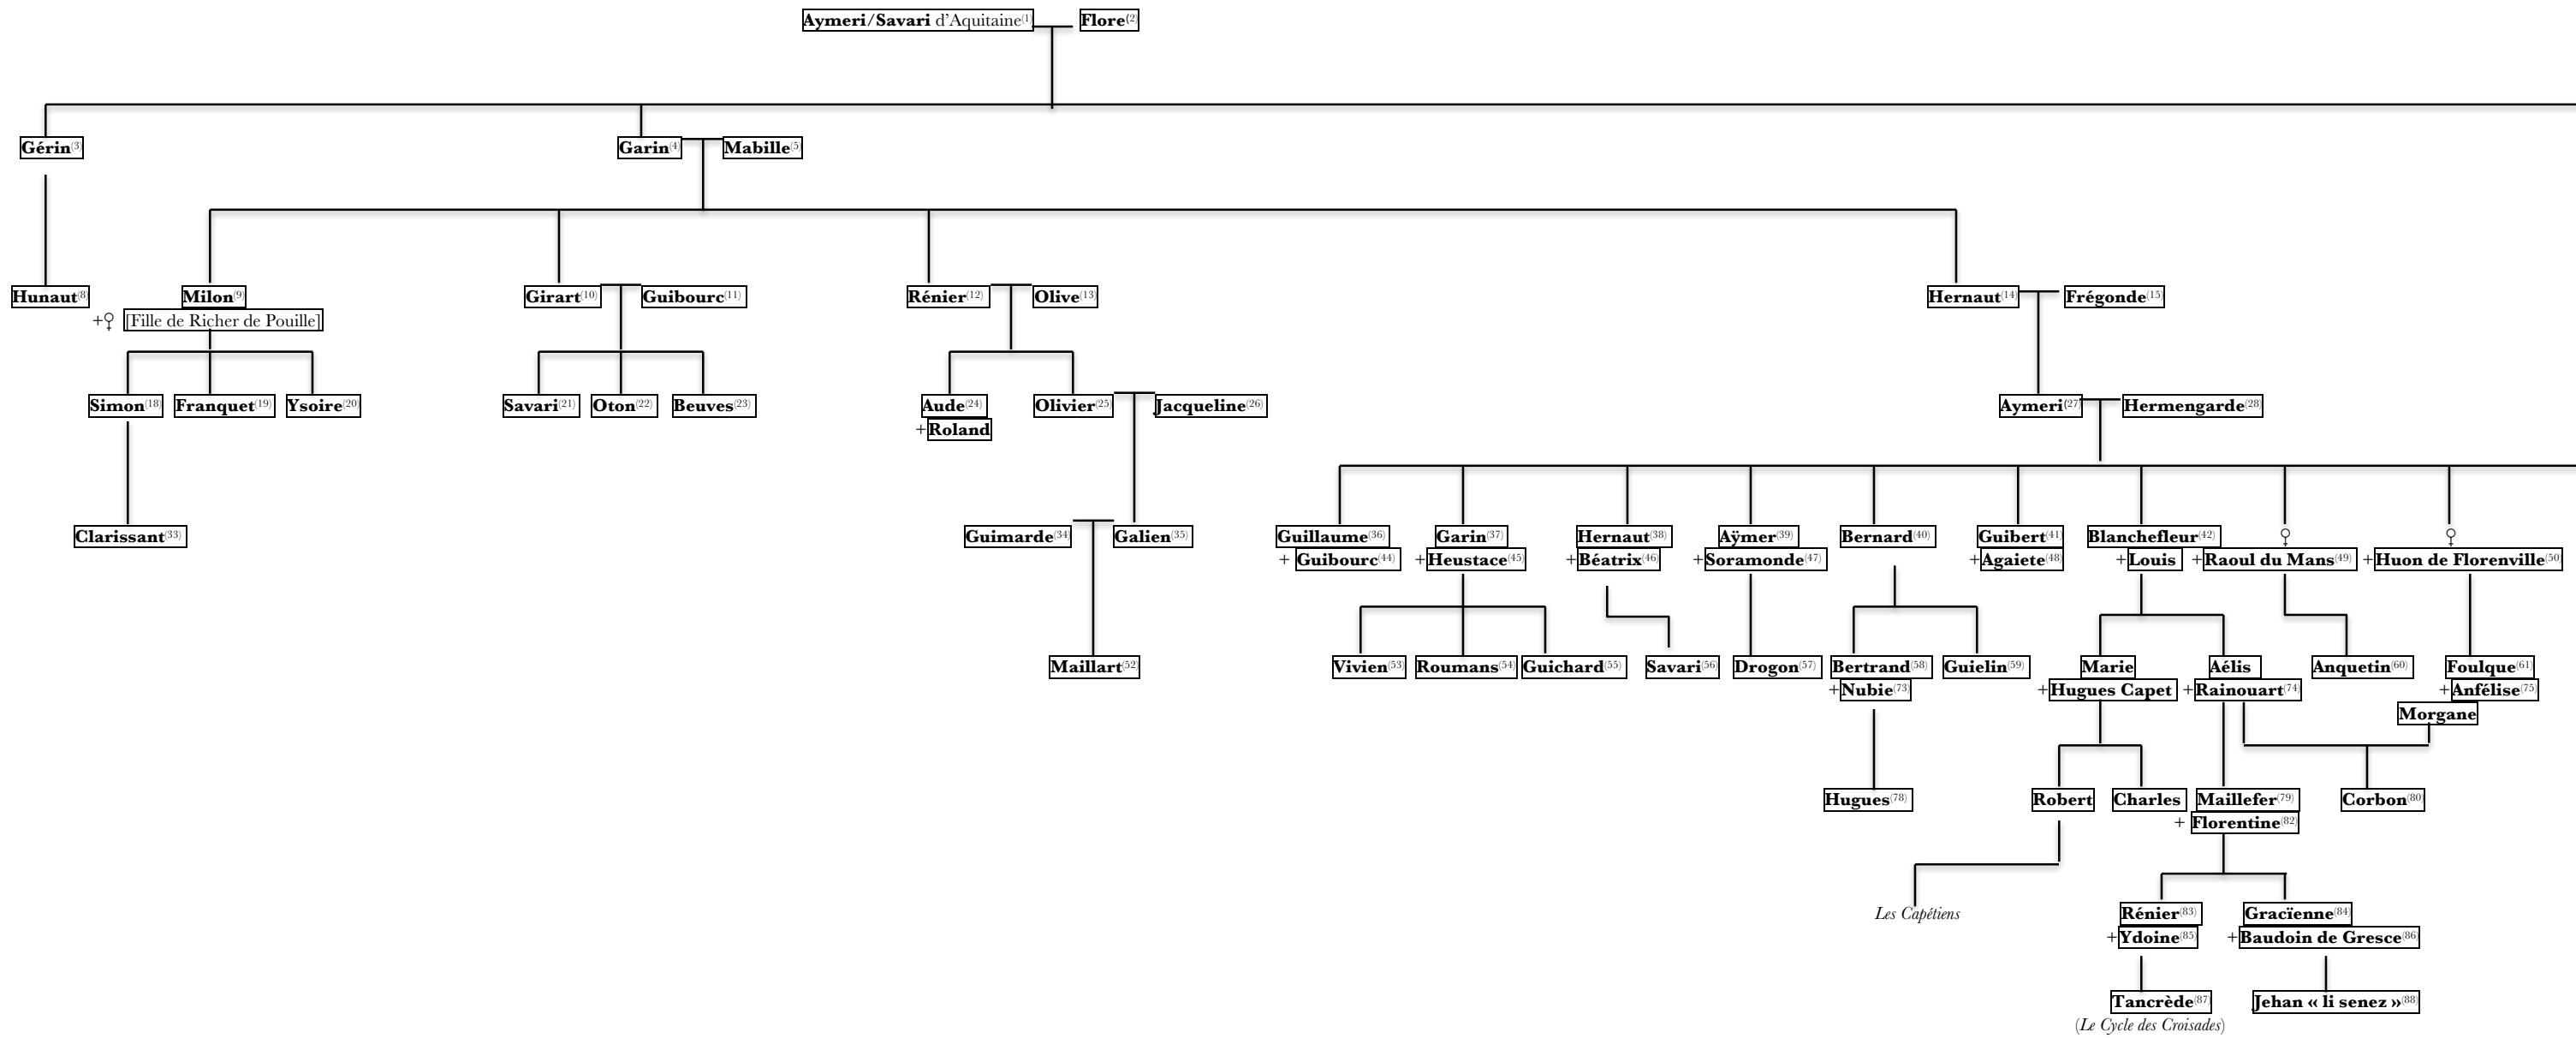 Aymeri/Savari d'Aquitaine(1) Flore(2)
Gérin(3) Garin(4) Mabille(5)
Hunaut(8) Milon(9) Girart(10) Guibourc(11) Rénier(12) Olive(13) Hernaut(14) Frégonde(15)
+♀ [Fille de Richer de Pouille]
Simon(18) Franquet(19) Ysoire(20) Savari(21) Oton(22) Beuves(23) Aude(24) Olivier(25) Jacqueline(26) Aymeri(27) Hermengarde(28)
+Roland
Clarissant(33) Guimarde(34) Galien(35) Guillaume(36) Garin(37) Hernaut(38) Aÿmer(39) Bernard(40) Guibert(41) Blanchefleur(42) ♀ ♀
+ Guibourc(44) +Heustace(45) +Béatrix(46) +Soramonde(47) +Agaiete(48) +Louis +Raoul du Mans(49) +Huon de Florenville(50)
Maillart(52) Vivien(53) Roumans(54) Guichard(55) Savari(56) Drogon(57) Bertrand(58) Guielin(59) Marie Aélis Anquetin(60) Foulque(61)
+Nubie(73) +Hugues Capet +Rainouart(74) +Anfélise(75)
Morgane
Hugues(78) Robert Charles Maillefer(79) Corbon(80)
+ Florentine(82)
Les Capétiens Rénier(83) Gracïenne(84)
+Ydoine(85) +Baudoin de Gresce(86)
Tancrède(87) Jehan « li senez »(88)
(Le Cycle des Croisades)